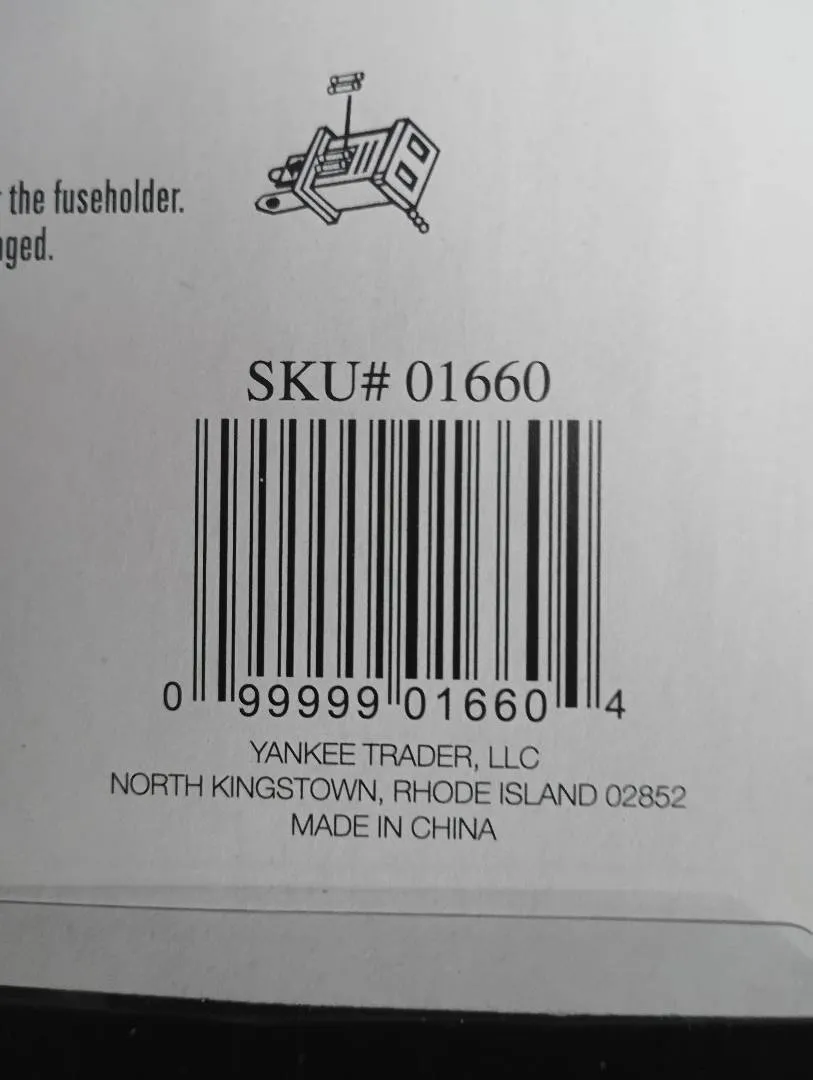 the fuseholder.
SKU# 01660
0 99999 01660 4
YANKEE TRADER, LLC
NORTH KINGSTOWN, RHODE ISLAND 02852
MADE IN CHINA